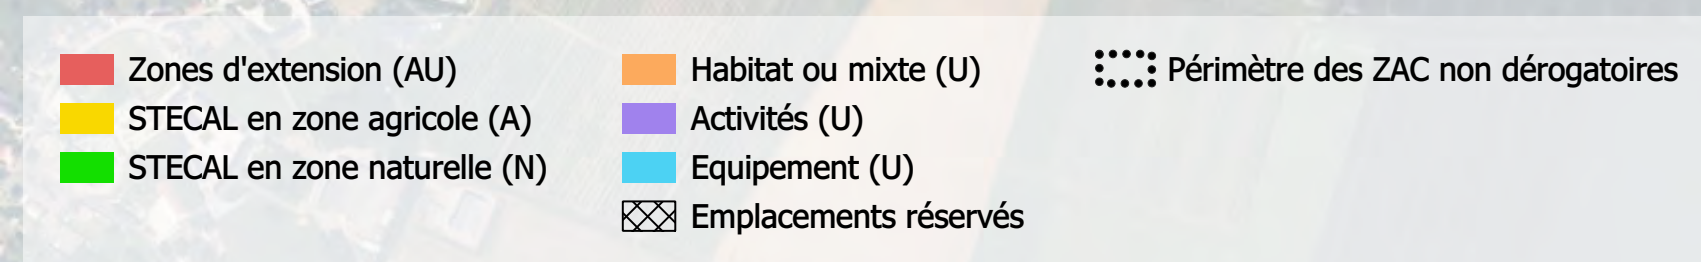 Zones d'extension (AU)
STECAL en zone agricole (A)
STECAL en zone naturelle (N)
Habitat ou mixte (U)
Activités (U)
Equipement (U)
Emplacements réservés
Périmètre des ZAC non dérogatoires